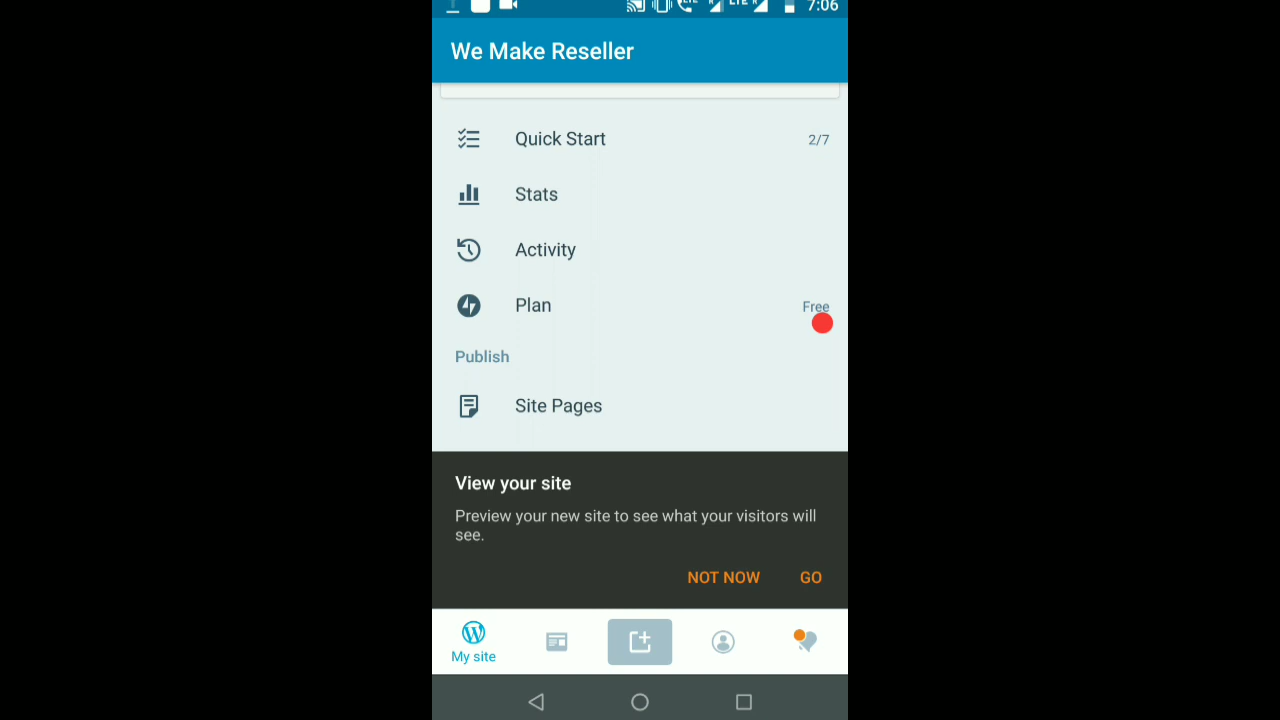 7:06
We Make Reseller
Quick Start 2/7
Stats
Activity
Plan Free
Publish
Site Pages
View your site
Preview your new site to see what your visitors will
see.
NOT NOW GO
My site